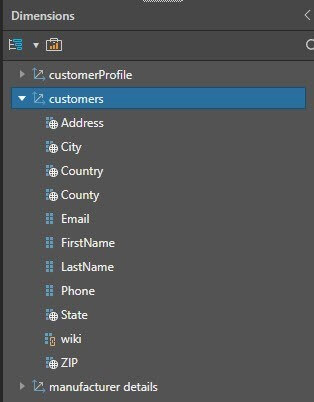 Dimensions
customerProfile
customers
Address
City
Country
County
Email
FirstName
LastName
Phone
State
wiki
ZIP
manufacturer details